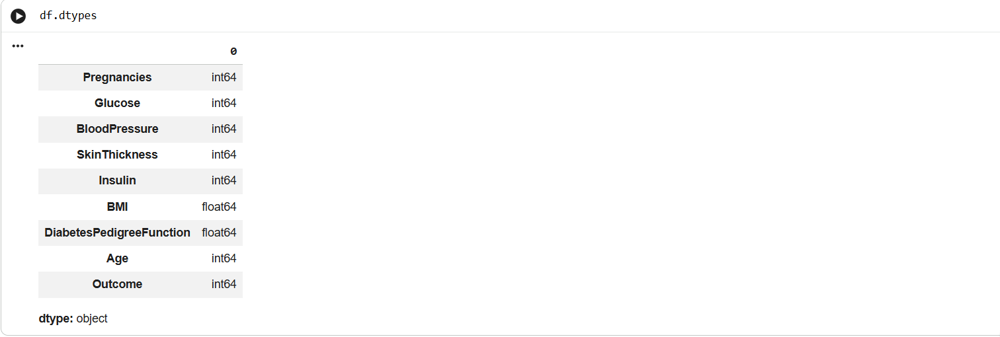 df.dtypes
0
Pregnancies int64
Glucose int64
BloodPressure int64
SkinThickness int64
Insulin int64
BMI float64
DiabetesPedigreeFunction float64
Age int64
Outcome int64
dtype: object